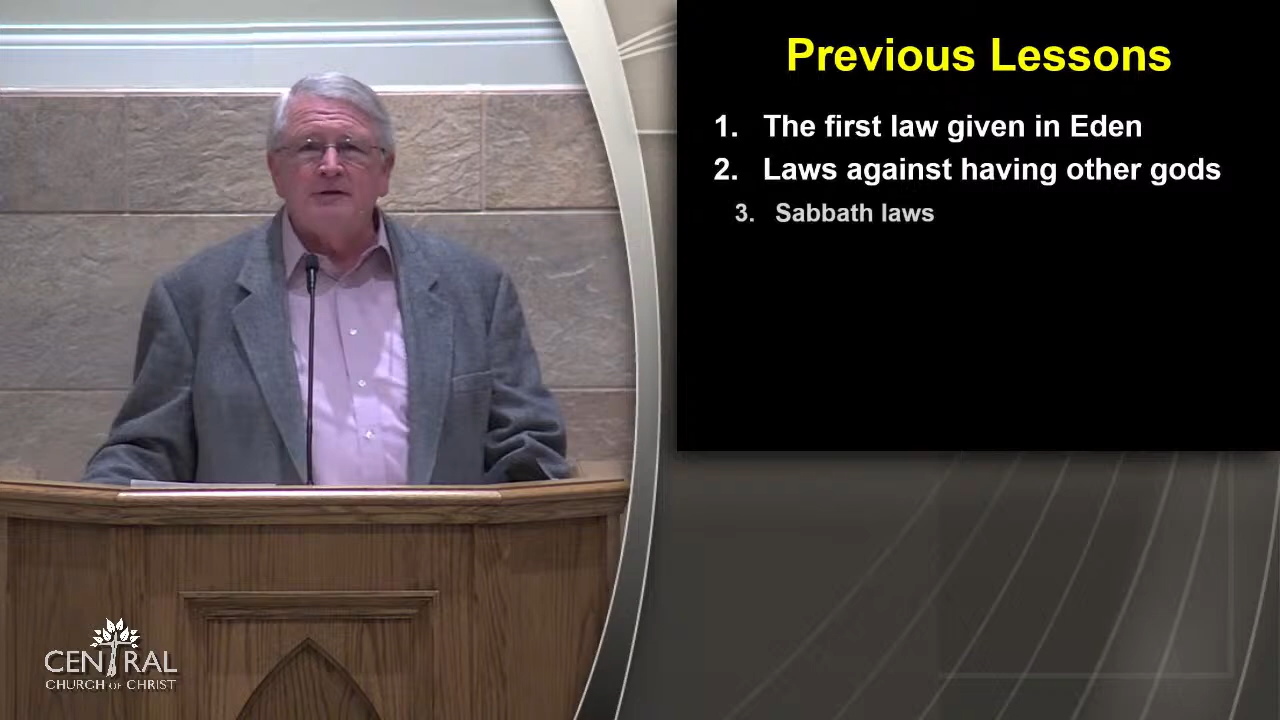 Previous Lessons
1. The first law given in Eden
2. Laws against having other gods
3. Sabbath laws
CENTRAL
CHURCH OF CHRIST